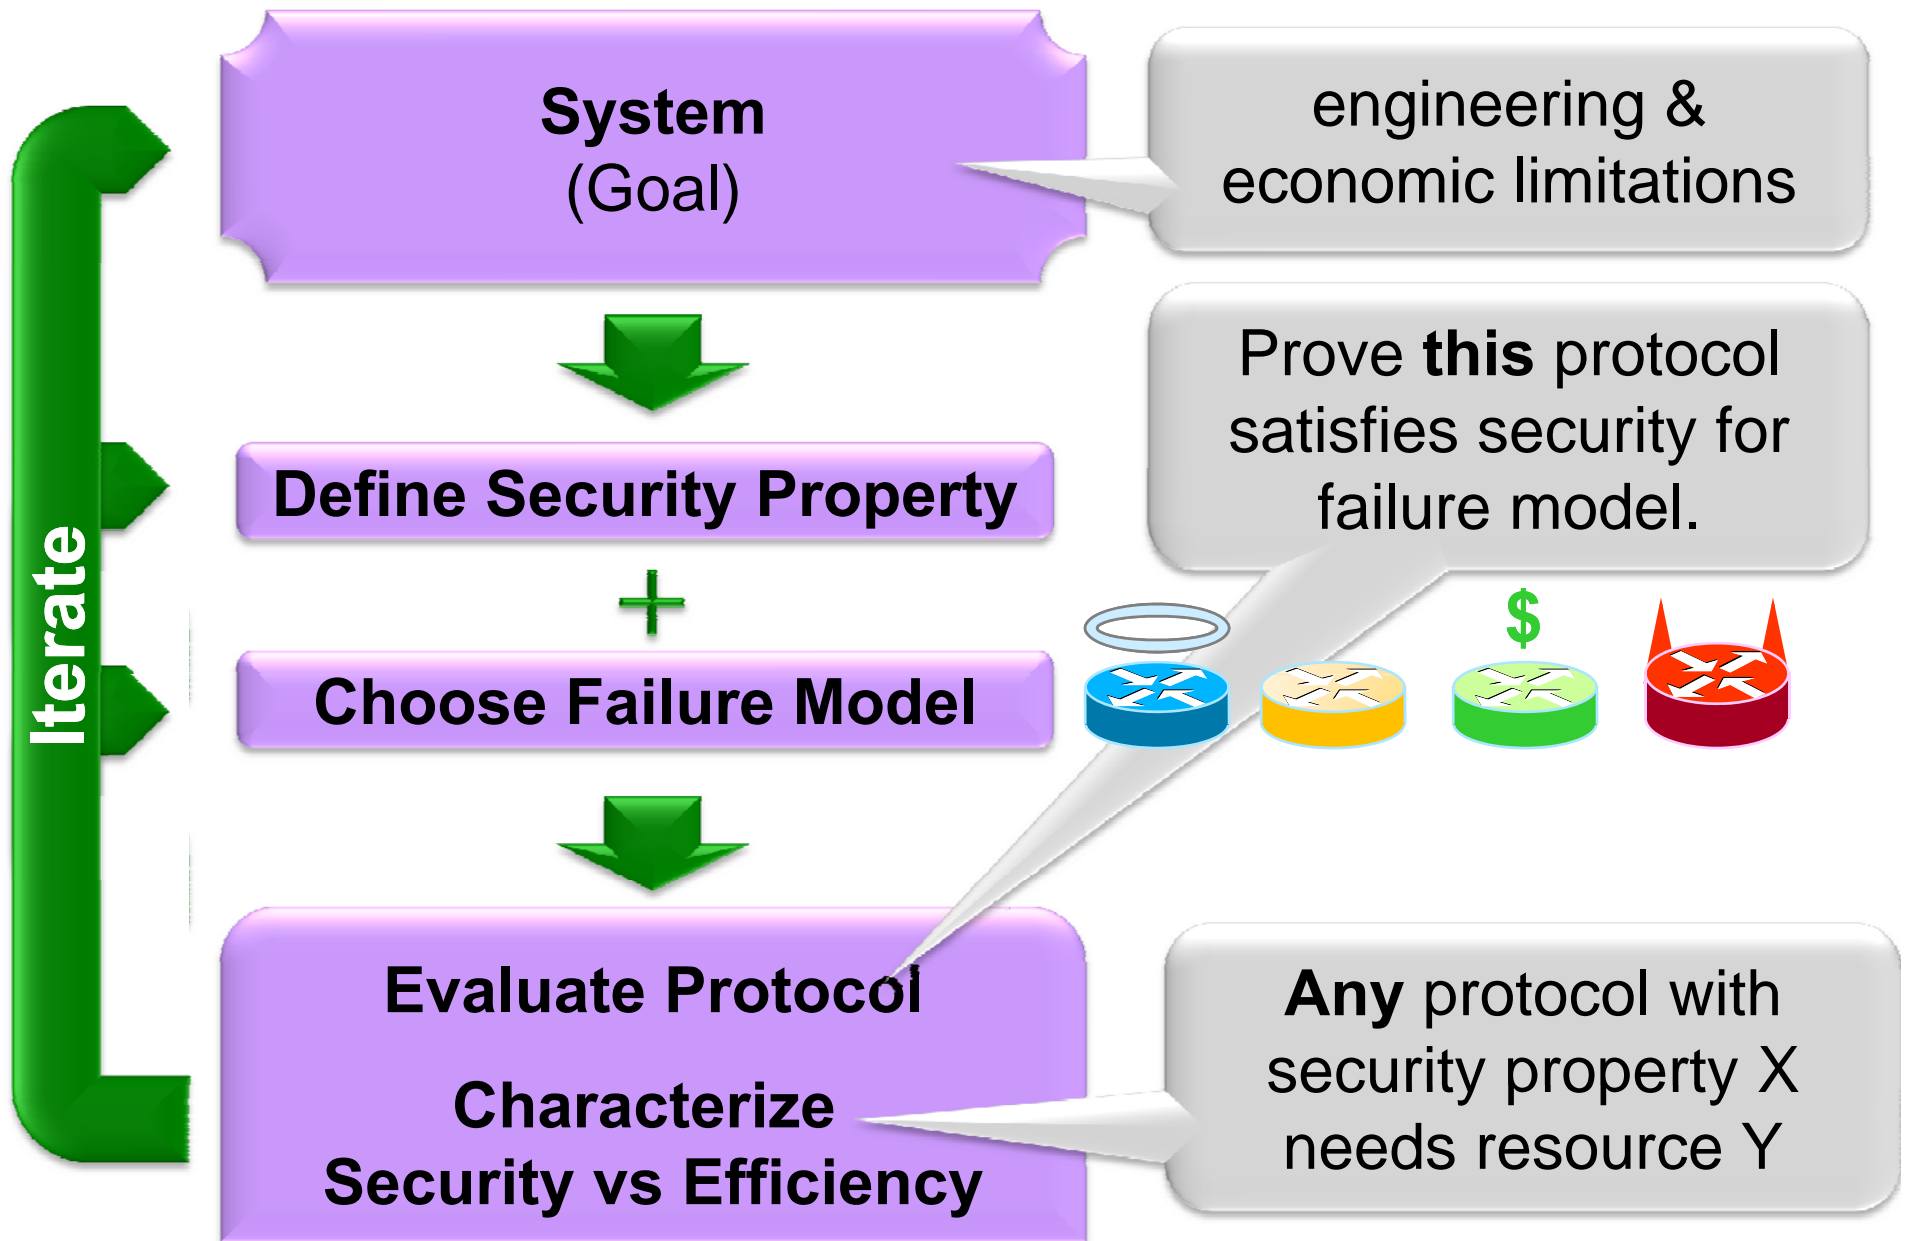 System
(Goal)
engineering &
economic limitations
Prove this protocol
satisfies security for
failure model.
Define Security Property
+
Iterate
$
Choose Failure Model
Evaluate Protocol
Characterize
Security vs Efficiency
Any protocol with
security property X
needs resource Y